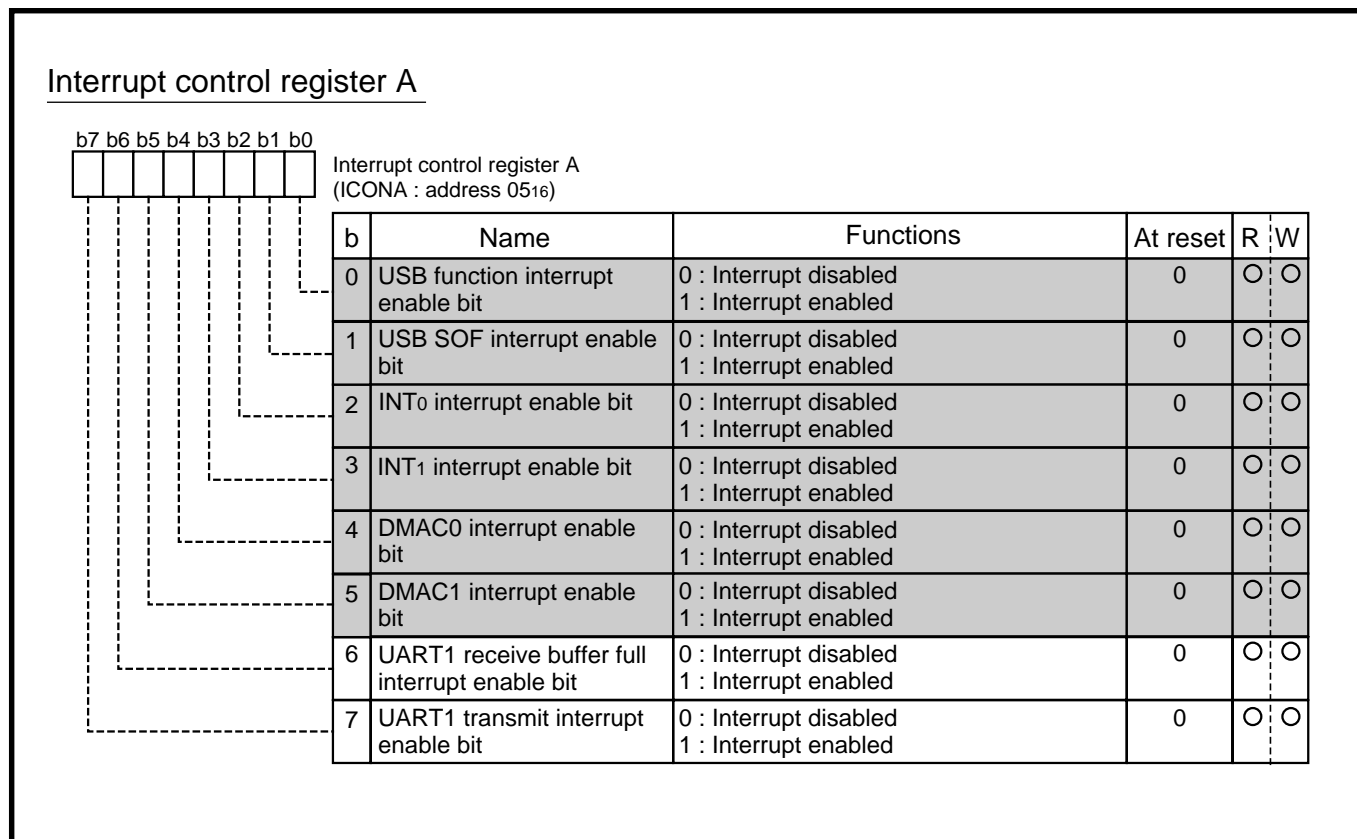 Interrupt control register A
b7 b6 b5 b4 b3 b2 b1 b0
Interrupt control register A
(ICONA : address 0516)
b Name Functions At reset R W
0 USB function interrupt enable bit 0 : Interrupt disabled 0
1 : Interrupt enabled
1 USB SOF interrupt enable bit 0 : Interrupt disabled 0
1 : Interrupt enabled
2 INT0 interrupt enable bit 0 : Interrupt disabled 0
1 : Interrupt enabled
3 INT1 interrupt enable bit 0 : Interrupt disabled 0
1 : Interrupt enabled
4 DMAC0 interrupt enable bit 0 : Interrupt disabled 0
1 : Interrupt enabled
5 DMAC1 interrupt enable bit 0 : Interrupt disabled 0
1 : Interrupt enabled
6 UART1 receive buffer full interrupt enable bit 0 : Interrupt disabled 0
1 : Interrupt enabled
7 UART1 transmit interrupt enable bit 0 : Interrupt disabled 0
1 : Interrupt enabled